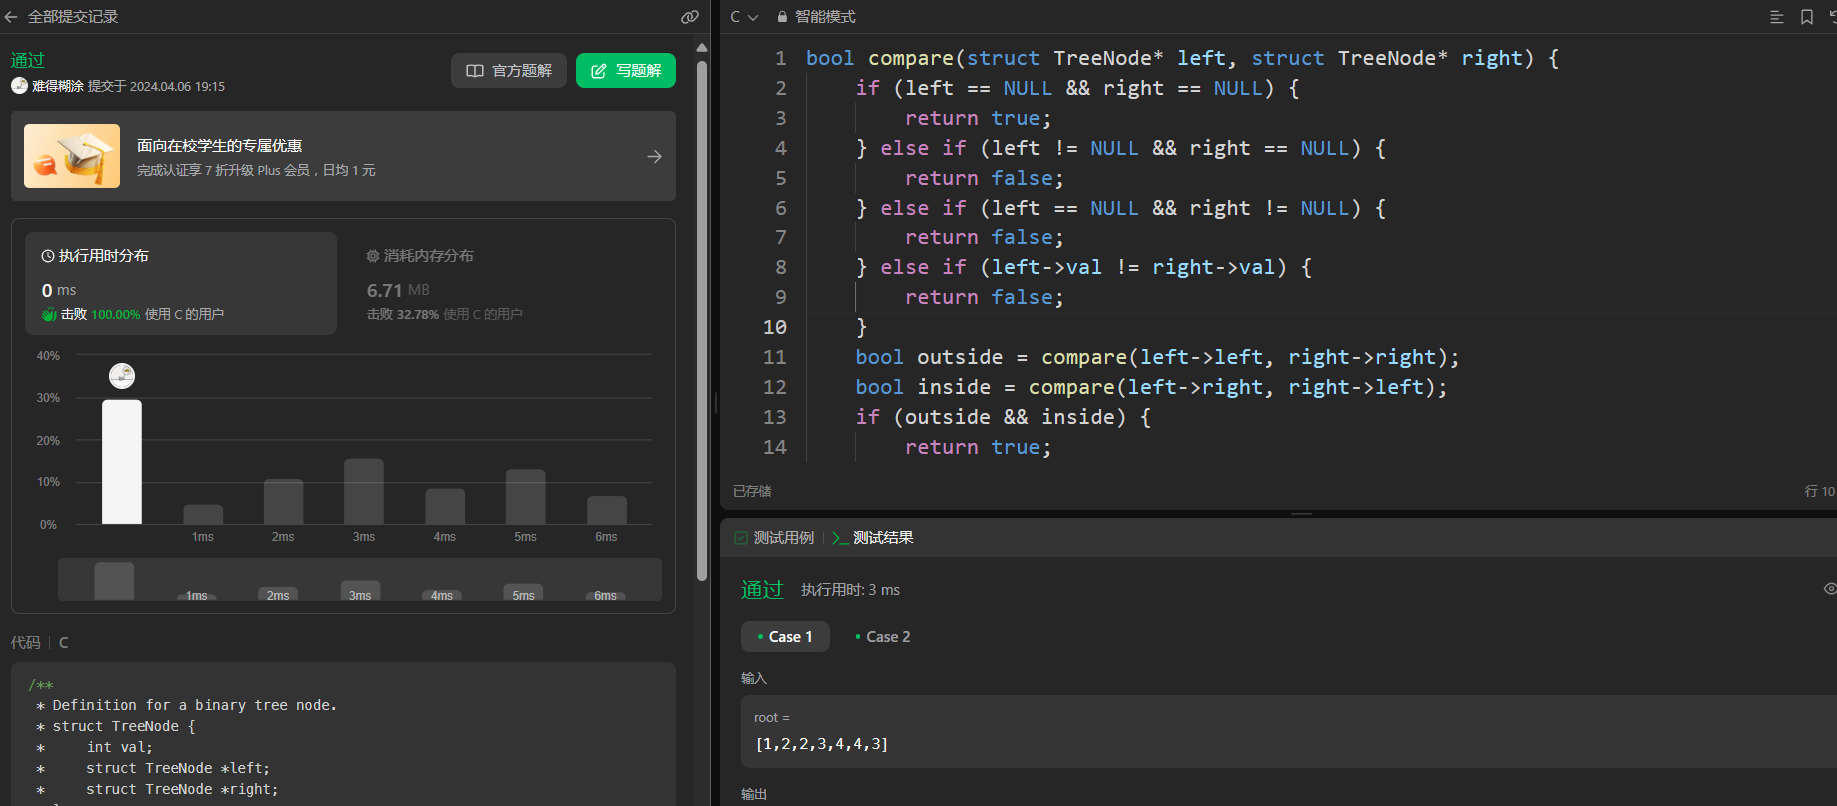 全部提交记录
通过
难得糊涂 提交于 2024.04.06 19:15
官方题解
写题解
面向在校学生的专属优惠
完成认证享 7 折升级 Plus 会员，日均 1 元
执行用时分布
0 ms
击败 100.00% 使用 C 的用户
消耗内存分布
6.71 MB
击败 32.78% 使用 C 的用户
40%
30%
20%
10%
0%
1ms 2ms 3ms 4ms 5ms 6ms
1ms 2ms 3ms 4ms 5ms 6ms
代码 | C
/**
* Definition for a binary tree node.
* struct TreeNode {
*     int val;
*     struct TreeNode *left;
*     struct TreeNode *right;
C 智能模式
1 bool compare(struct TreeNode* left, struct TreeNode* right) {
2     if (left == NULL && right == NULL) {
3         return true;
4     } else if (left != NULL && right == NULL) {
5         return false;
6     } else if (left == NULL && right != NULL) {
7         return false;
8     } else if (left->val != right->val) {
9         return false;
10     }
11     bool outside = compare(left->left, right->right);
12     bool inside = compare(left->right, right->left);
13     if (outside && inside) {
14         return true;
已存储
行 10
测试用例 | >_ 测试结果
通过 执行用时: 3 ms
Case 1
Case 2
输入
root =
[1,2,2,3,4,4,3]
输出